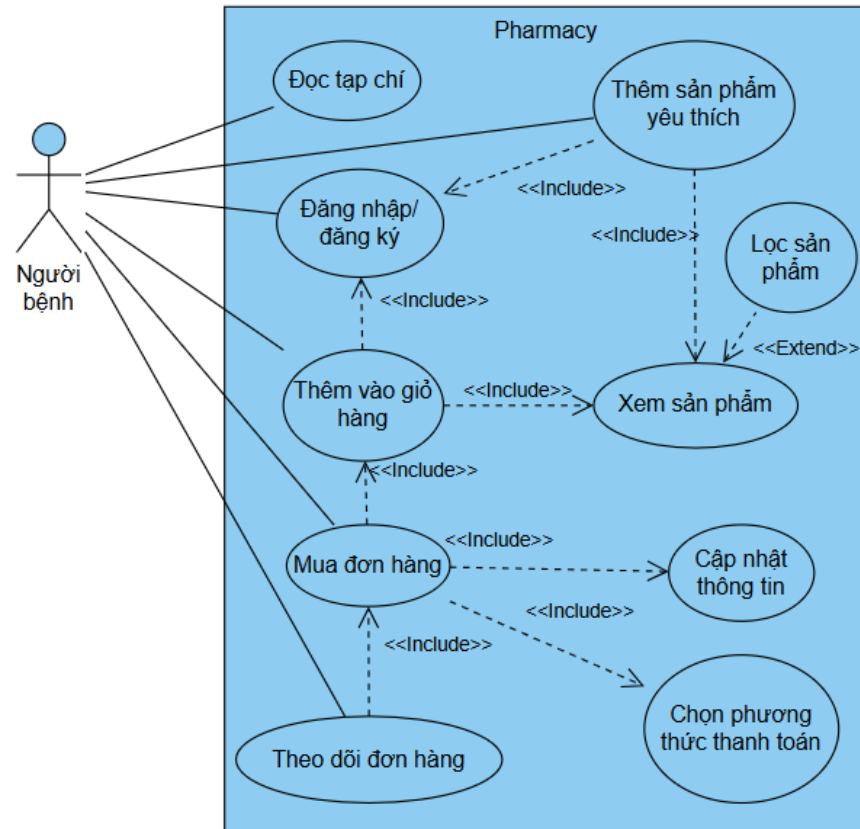 Pharmacy
Đọc tạp chí
Thêm sản phẩm
yêu thích
<<Include>>
Đăng nhập/
đăng ký
<<Include>>
Lọc sản
phẩm
Người
bệnh
<<Include>>
<<Extend>>
Thêm vào giỏ
hàng
<<Include>>
Xem sản phẩm
<<Include>>
Mua đơn hàng
<<Include>>
Cập nhật
thông tin
<<Include>>
<<Include>>
Chọn phương
thức thanh toán
Theo dõi đơn hàng